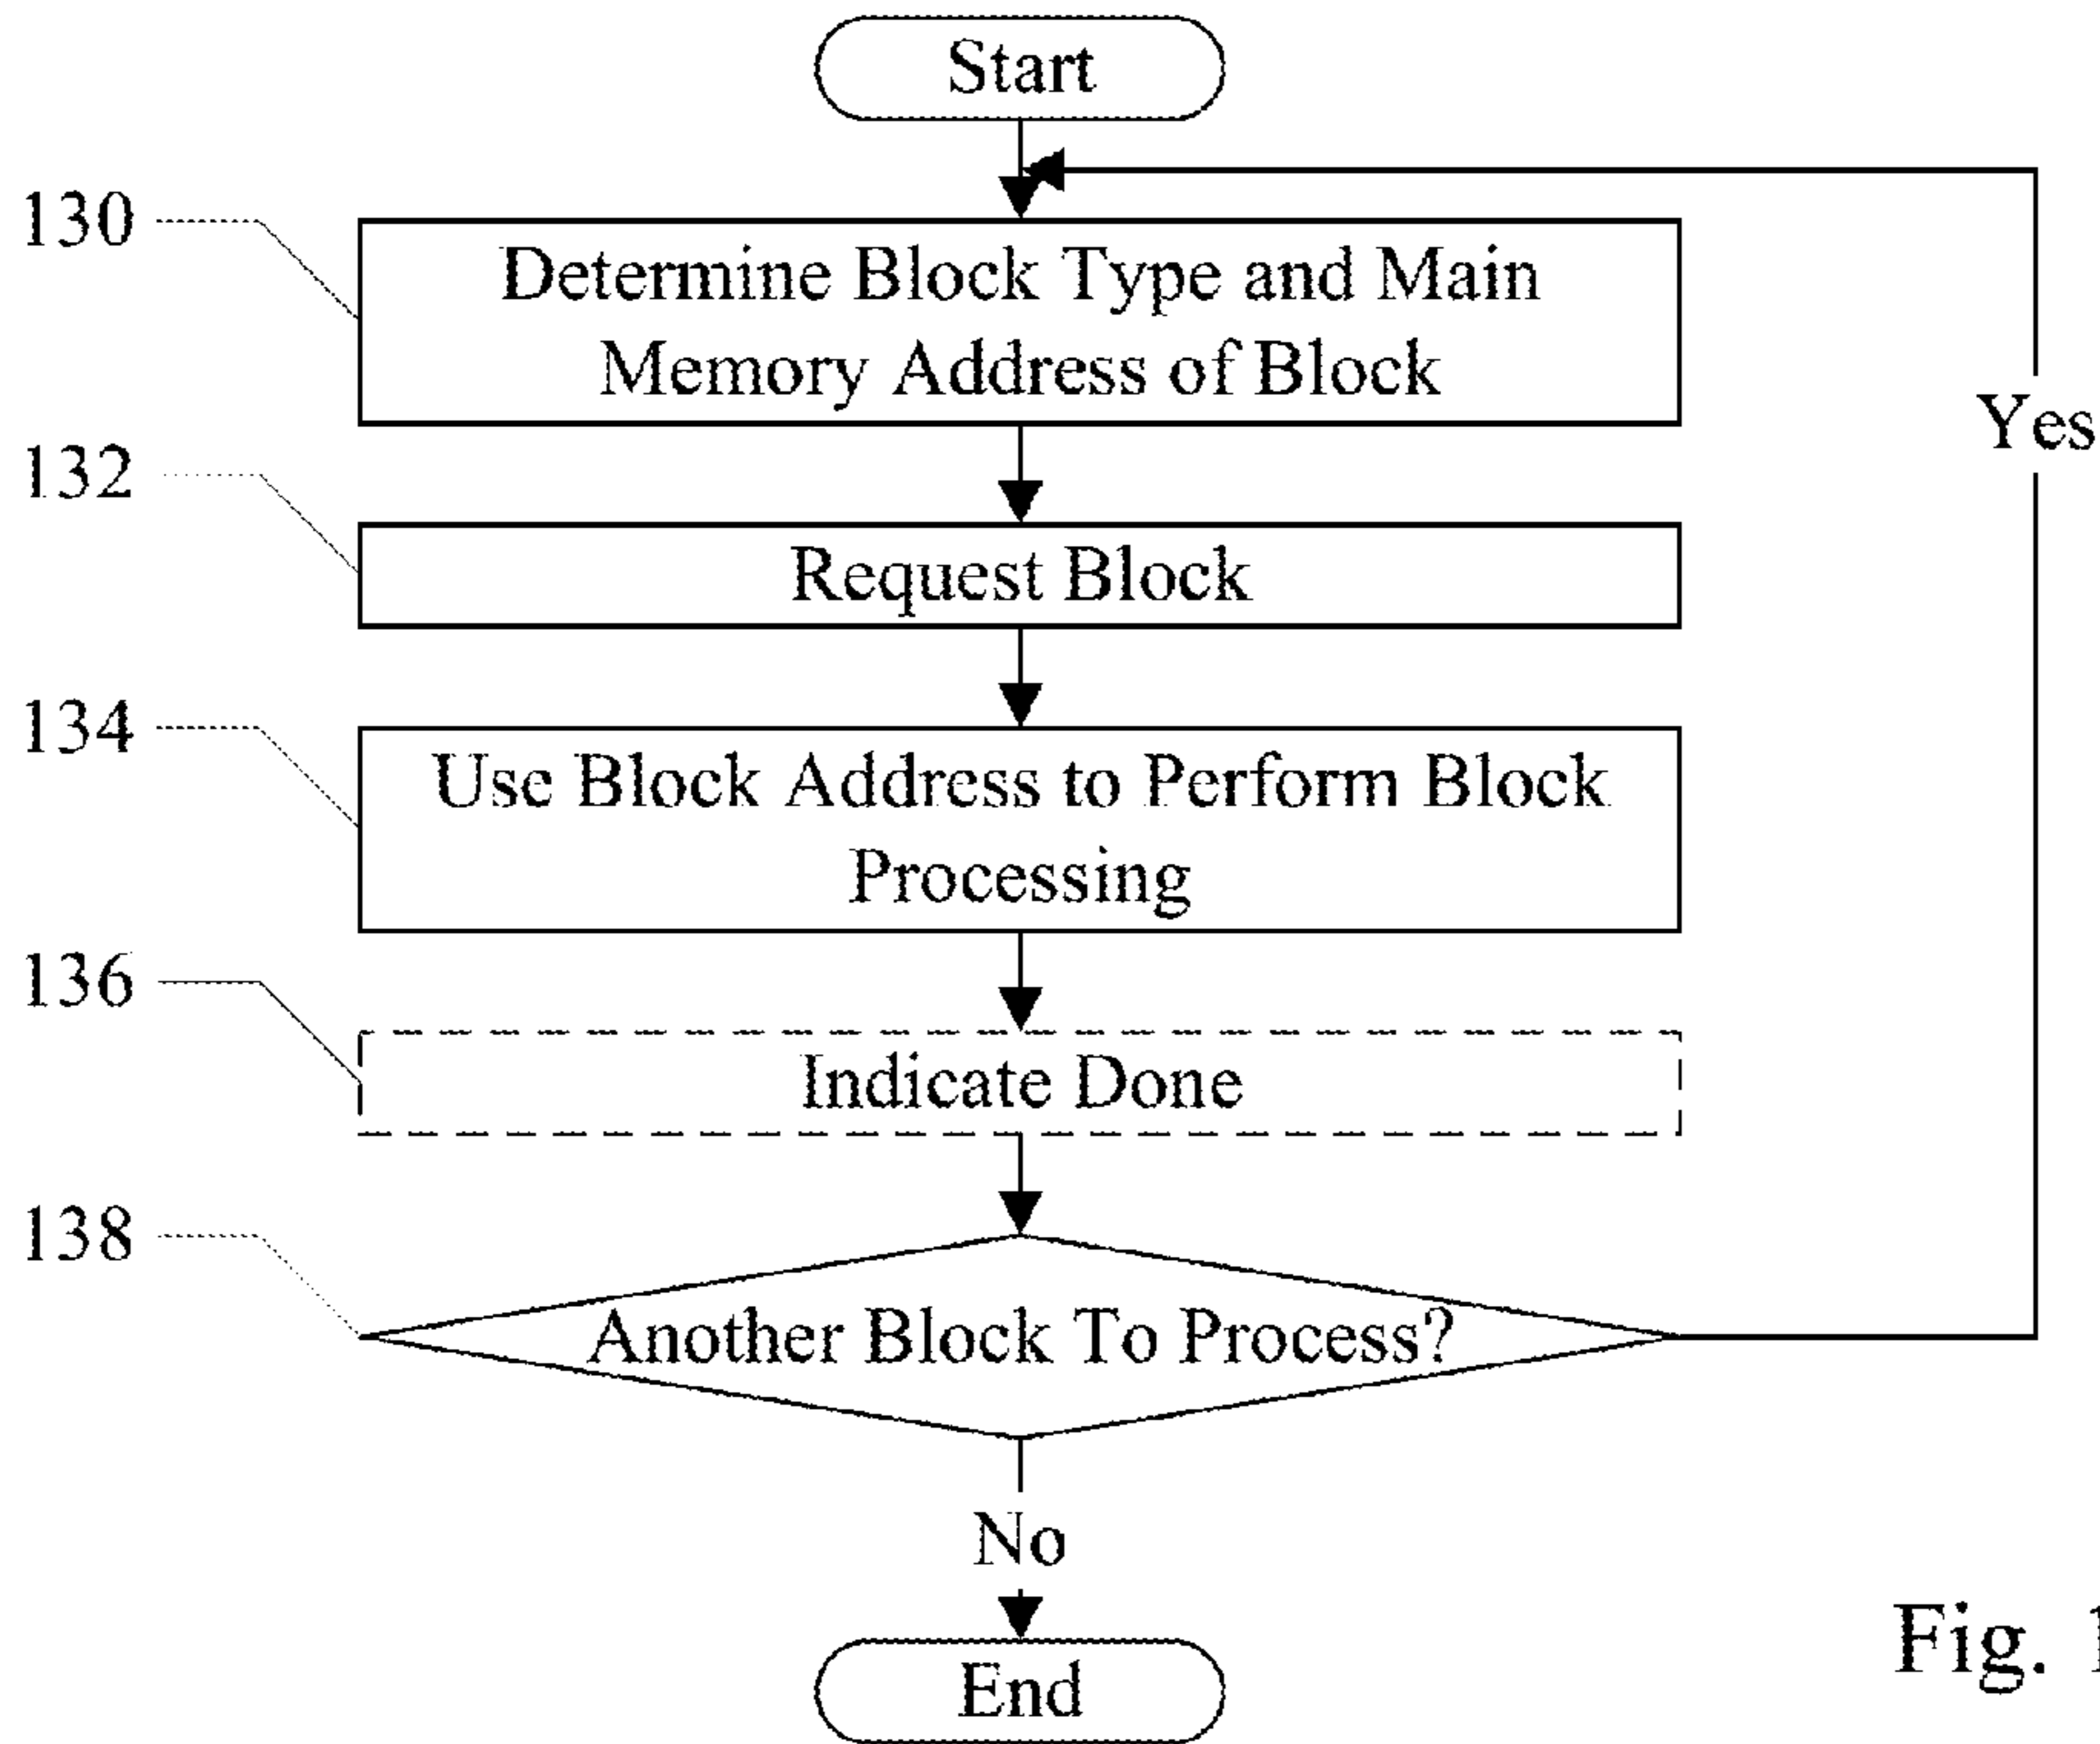 Start
130
Determine Block Type and Main
Memory Address of Block
Yes
132
Request Block
134
Use Block Address to Perform Block
Processing
136
Indicate Done
138
Another Block To Process?
No
Fig.
End